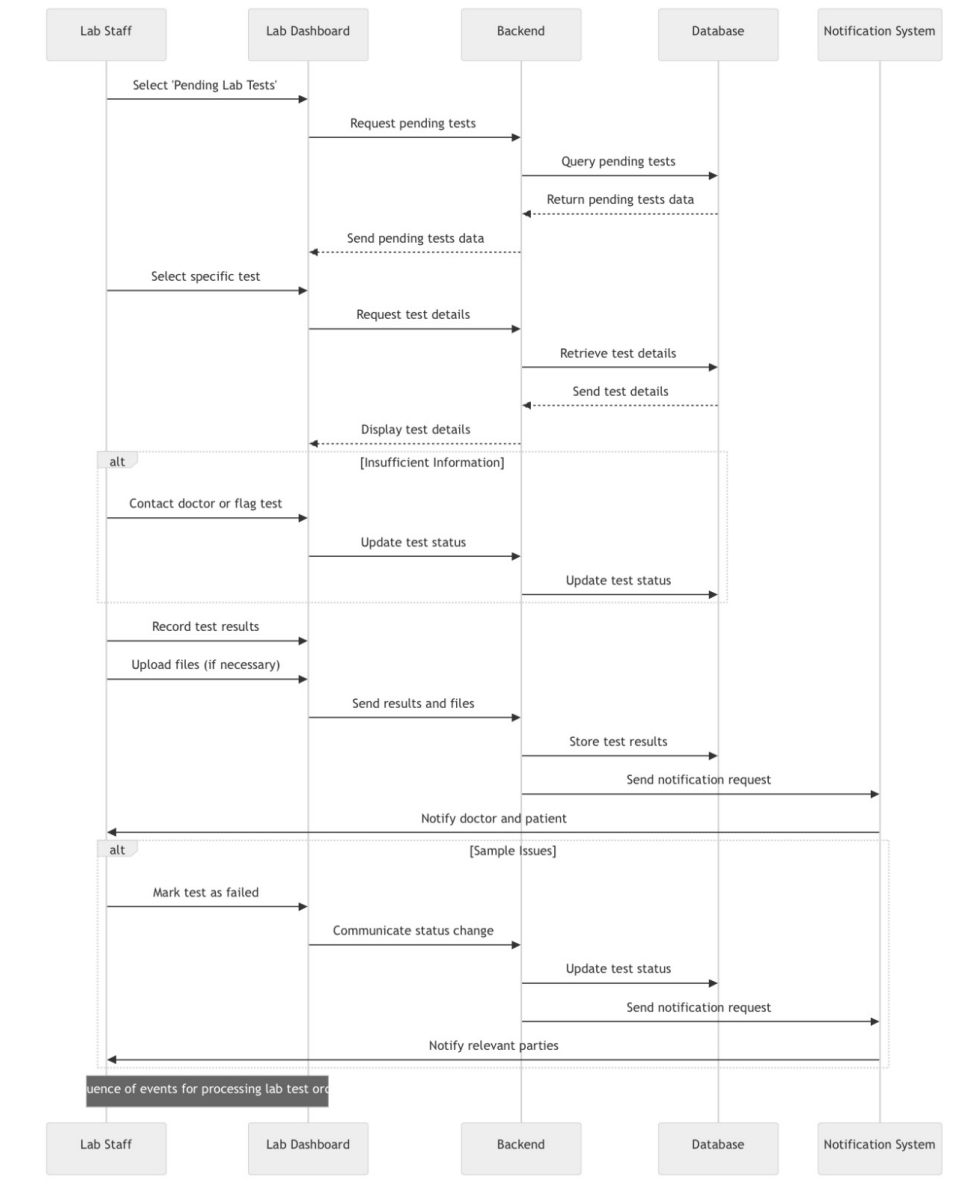 Lab Staff
Lab Dashboard
Backend
Database
Notification System
Select 'Pending Lab Tests'
Request pending tests
Query pending tests
Return pending tests data
Send pending tests data
Select specific test
Request test details
Retrieve test details
Send test details
Display test details
alt
[Insufficient Information]
Contact doctor or flag test
Update test status
Update test status
Record test results
Upload files (if necessary)
Send results and files
Store test results
Send notification request
Notify doctor and patient
alt
[Sample Issues]
Mark test as failed
Communicate status change
Update test status
Send notification request
Notify relevant parties
of events for processing lab test
Lab Staff
Lab Dashboard
Backend
Database
Notification System